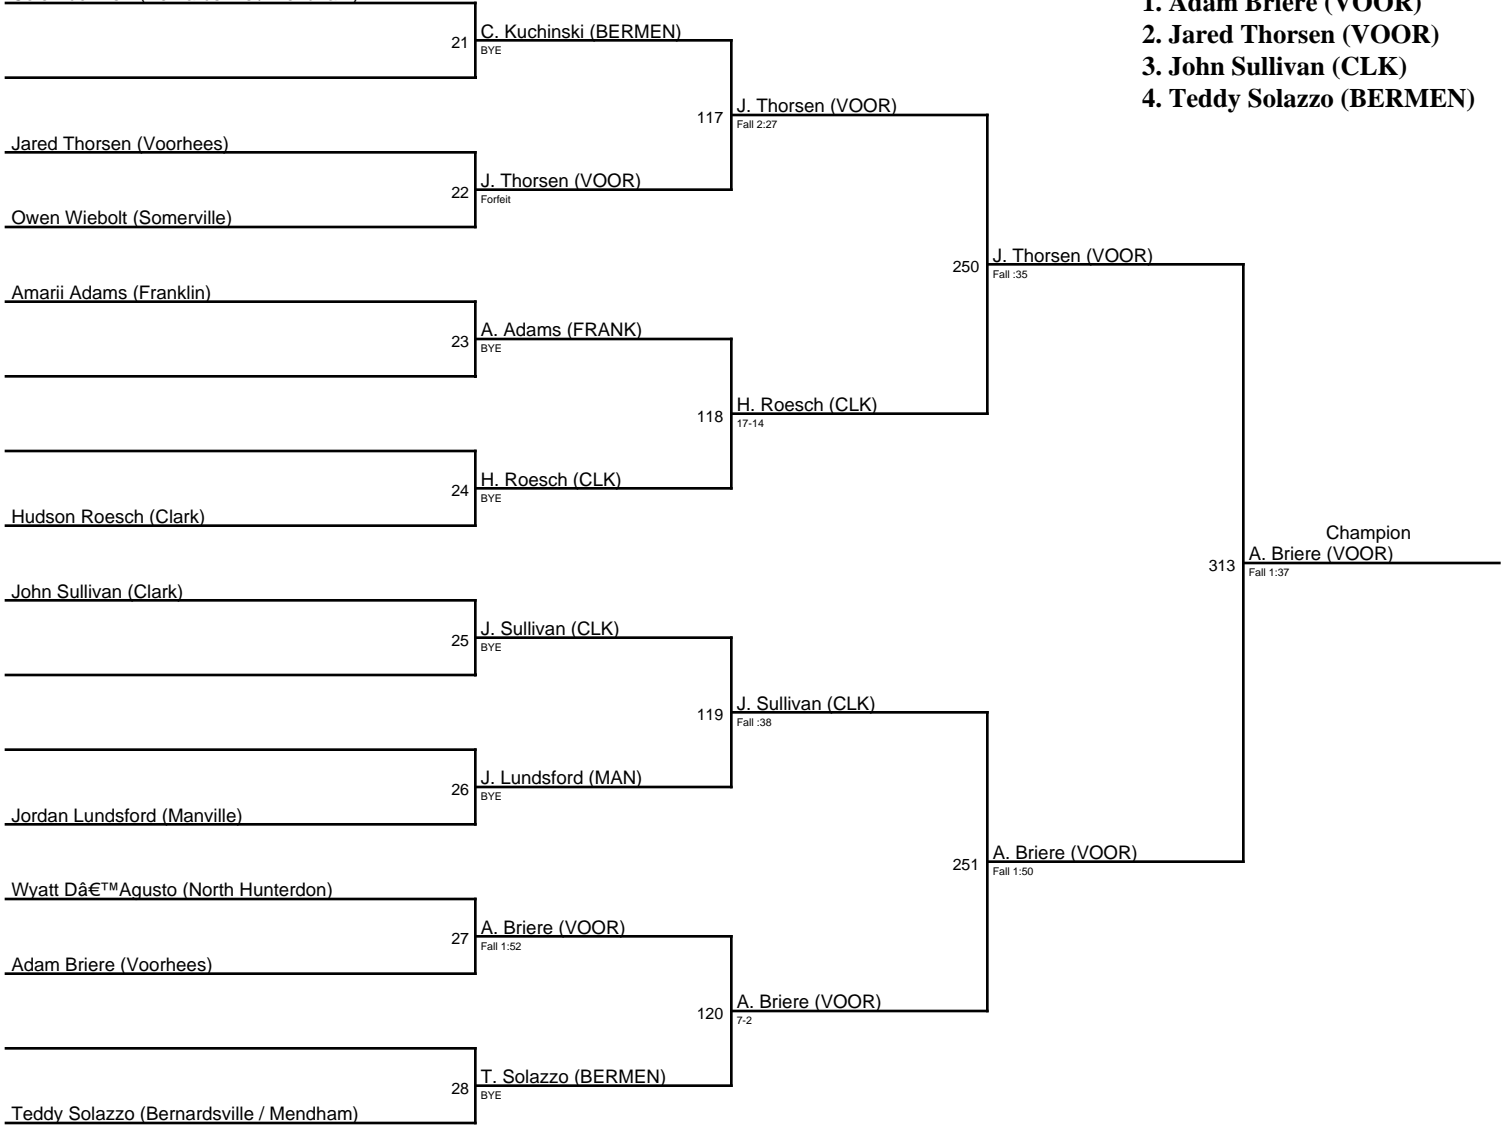 1. Adam Briere (VOOR)
2. Jared Thorsen (VOOR)
3. John Sullivan (CLK)
4. Teddy Solazzo (BERMEN)
21
C. Kuchinski (BERMEN)
BYE
117
J. Thorsen (VOOR)
Fall 2:27
Jared Thorsen (Voorhees)
22
J. Thorsen (VOOR)
Forfeit
Owen Wiebolt (Somerville)
250
J. Thorsen (VOOR)
Fall :35
Amarii Adams (Franklin)
23
A. Adams (FRANK)
BYE
118
H. Roesch (CLK)
17-14
24
H. Roesch (CLK)
BYE
Hudson Roesch (Clark)
Champion
313
A. Briere (VOOR)
Fall 1:37
John Sullivan (Clark)
25
J. Sullivan (CLK)
BYE
119
J. Sullivan (CLK)
Fall :38
26
J. Lundsford (MAN)
BYE
Jordan Lundsford (Manville)
251
A. Briere (VOOR)
Fall 1:50
Wyatt Dâ€™Agusto (North Hunterdon)
27
A. Briere (VOOR)
Fall 1:52
Adam Briere (Voorhees)
120
A. Briere (VOOR)
7-2
28
T. Solazzo (BERMEN)
BYE
Teddy Solazzo (Bernardsville / Mendham)